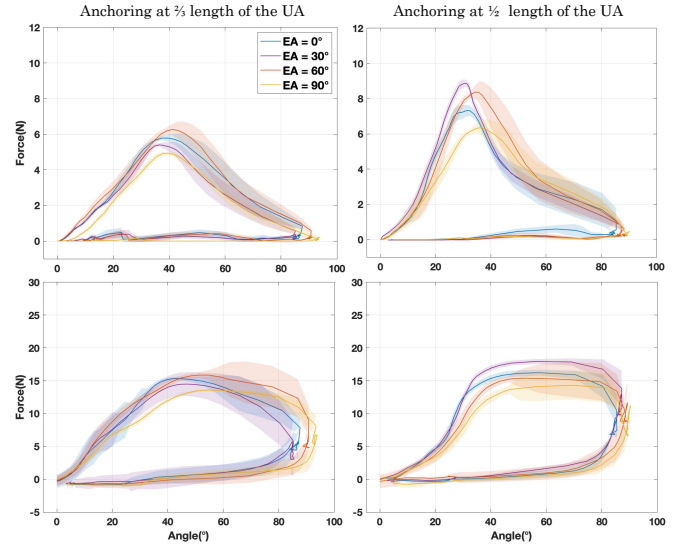 Anchoring at ⅔ length of the UA
Anchoring at ½ length of the UA
12
10
8
6
4
2
0
Force(N)
EA = 0°
EA = 30°
EA = 60°
EA = 90°
0 20 40 60 80 100
12
10
8
6
4
2
0
0 20 40 60 80 100
30
25
20
15
10
5
0
-5
Force(N)
0 20 40 60 80 100
Angle(°)
30
25
20
15
10
5
0
-5
0 20 40 60 80 100
Angle(°)